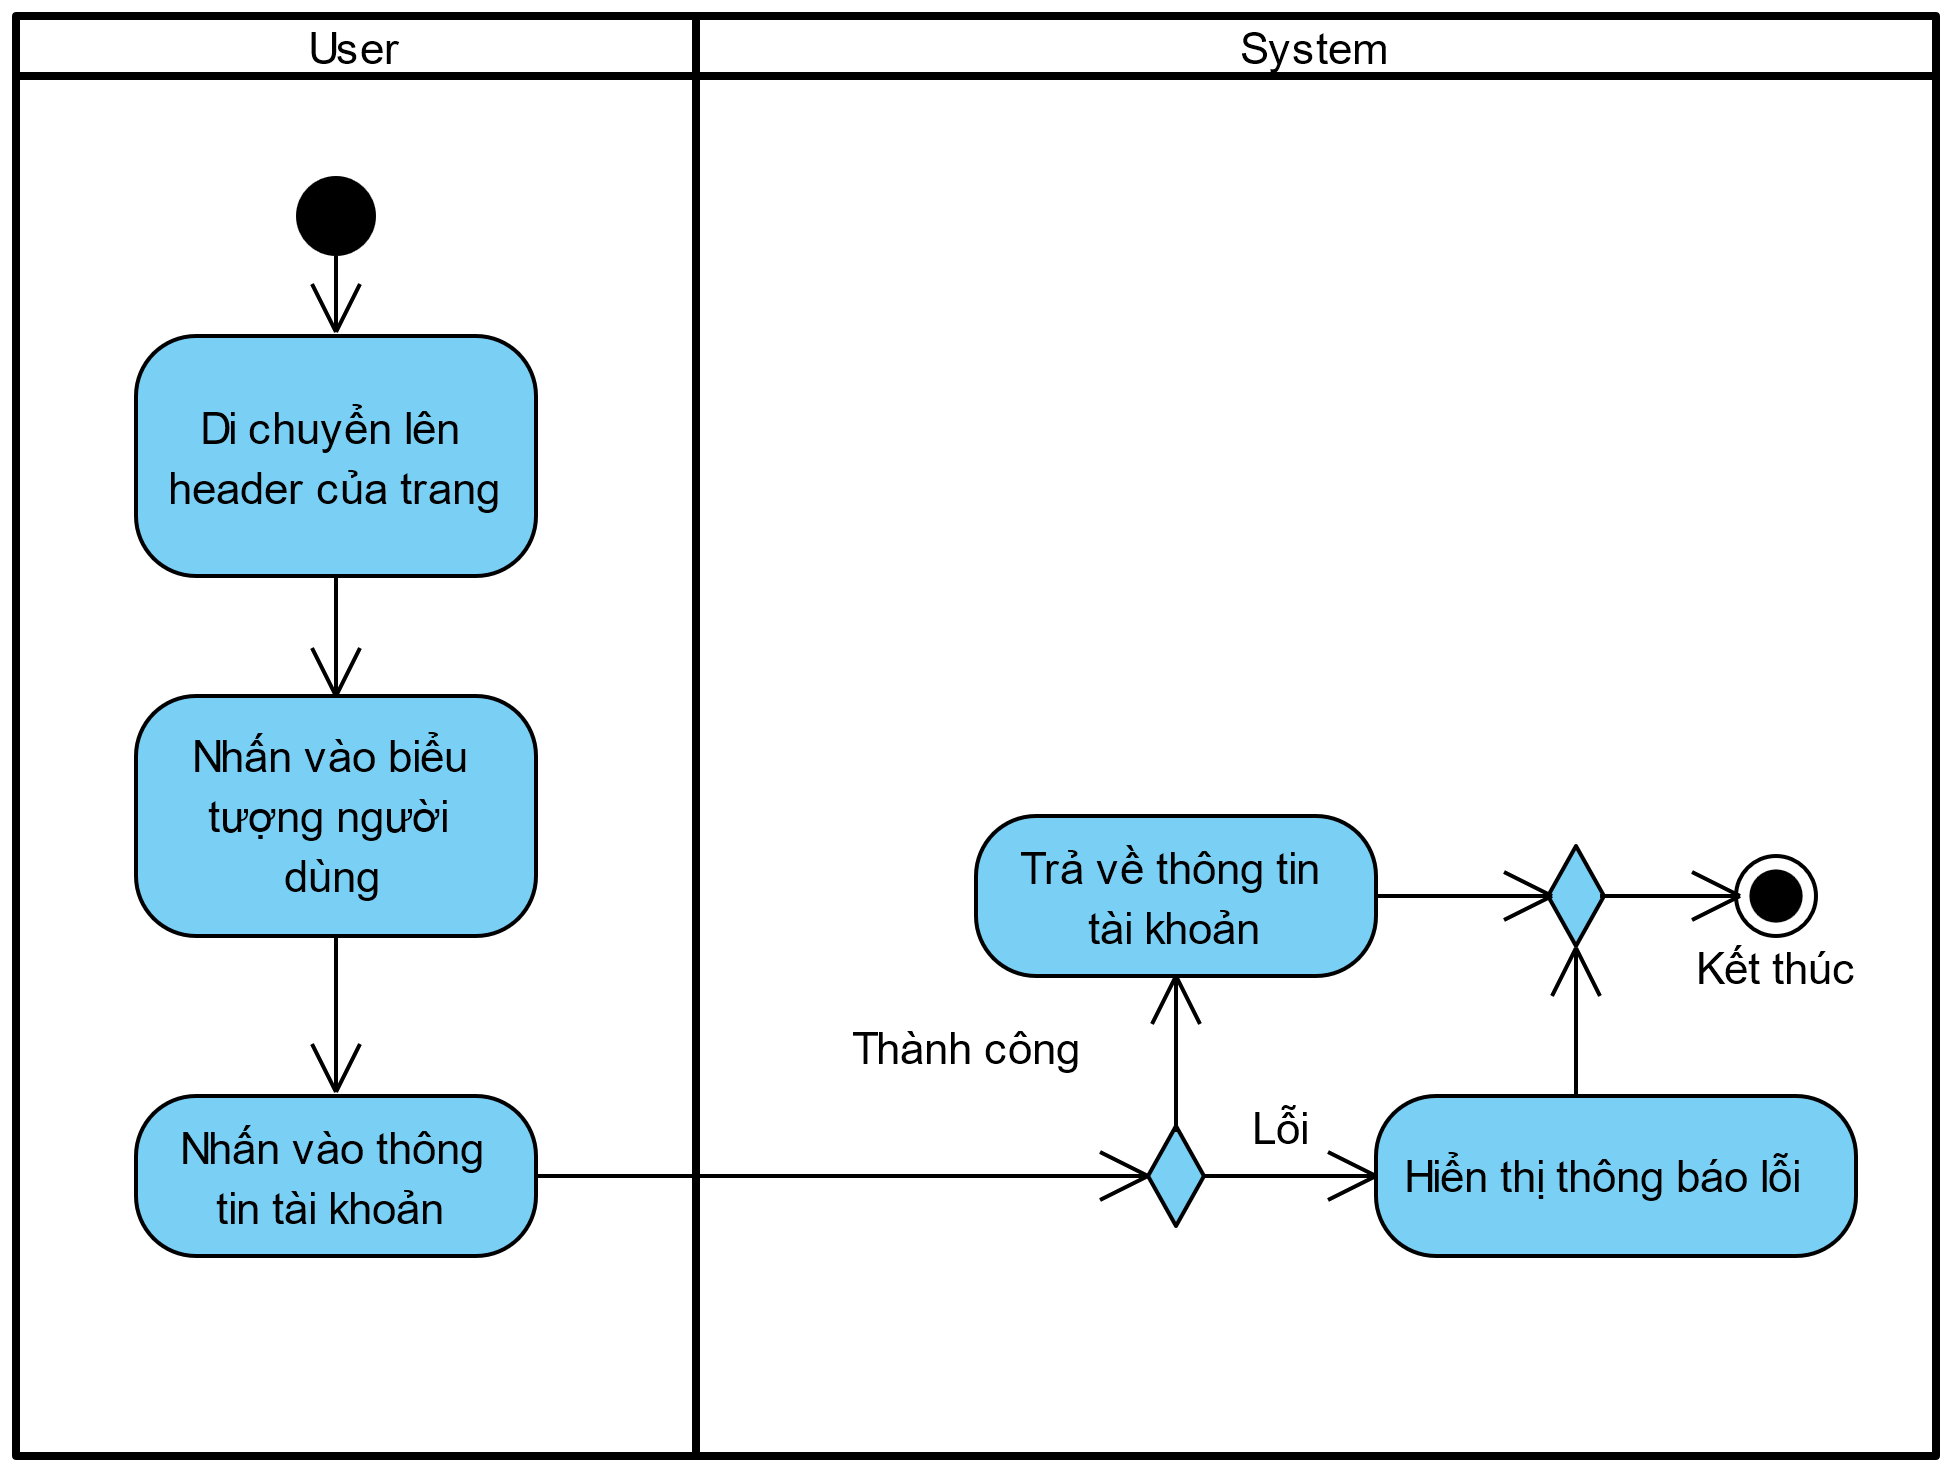 User
System
Di chuyển lên
header của trang
Nhấn vào biểu
tượng người
dùng
Nhấn vào thông
tin tài khoản
Trả về thông tin
tài khoản
Kết thúc
Thành công
Lỗi
Hiển thị thông báo lỗi